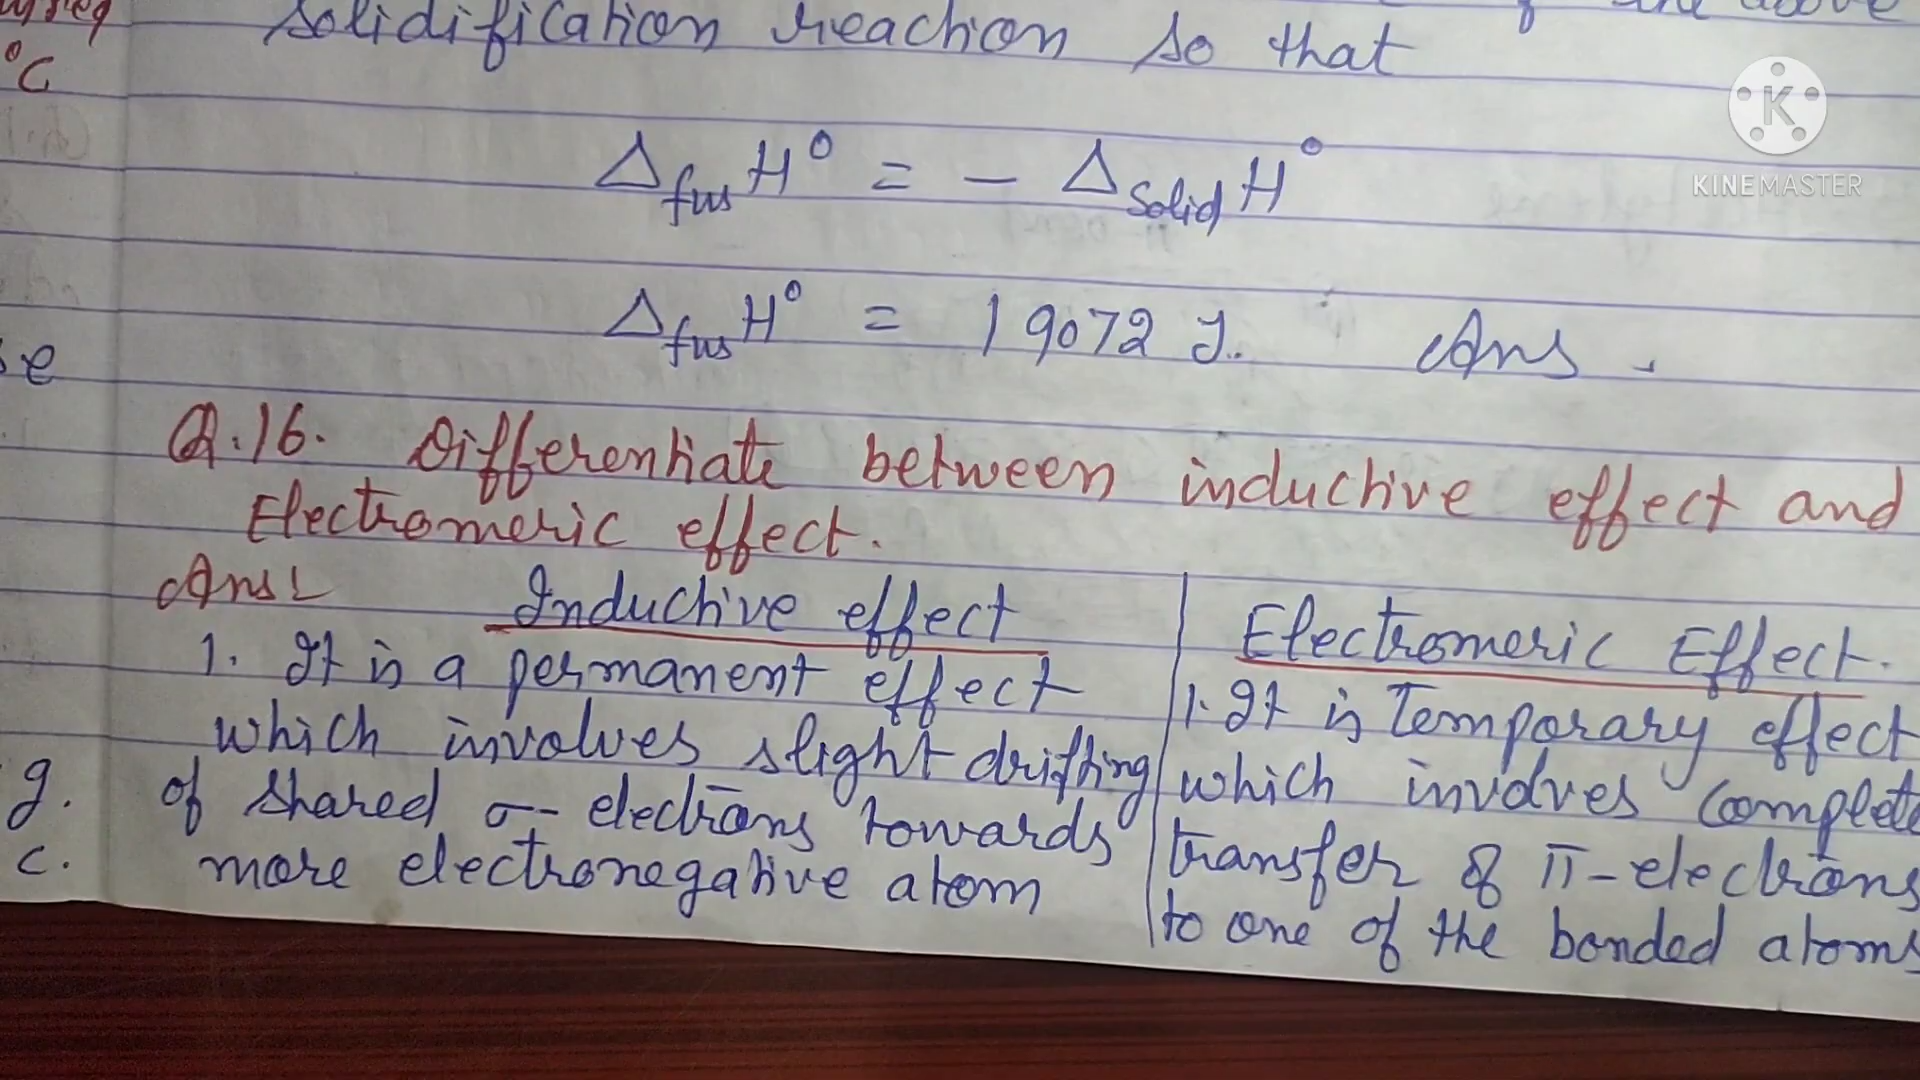 the above
solidification reaction so that
°C
KINEMASTER
Δfus H° = - Δsolid H°
Δfus H° = 19072 J. Ans.
e
Q.16. Differentiate between inductive effect and
Electromeric effect.
Ans:
Inductive effect
1. It is a permanent effect
which involves slight drifting
of shared σ- electrons towards
more electronegative atom
Electromeric Effect.
1. It is Temporary effect
which involves complete
transfer of π-electrons
to one of the bonded atoms
g.
c.